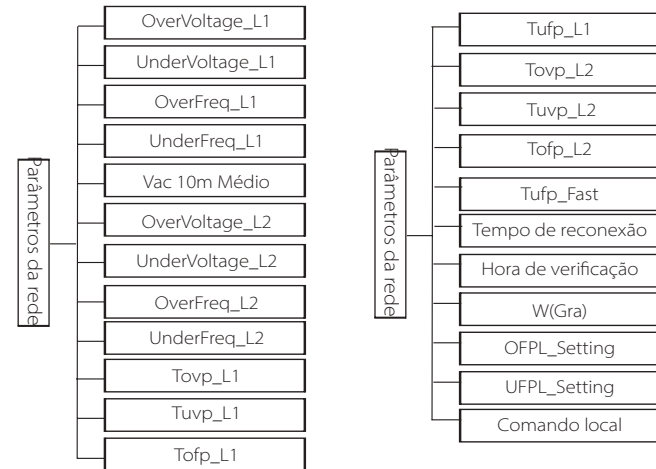 Parâmetros da rede
OverVoltage_L1
UnderVoltage_L1
OverFreq_L1
UnderFreq_L1
Vac 10m Médio
OverVoltage_L2
UnderVoltage_L2
OverFreq_L2
UnderFreq_L2
Tovp_L1
Tuvp_L1
Tofp_L1
Parâmetros da rede
Tufp_L1
Tovp_L2
Tuvp_L2
Tofp_L2
Tufp_Fast
Tempo de reconexão
Hora de verificação
W(Gra)
OFPL_Setting
UFPL_Setting
Comando local